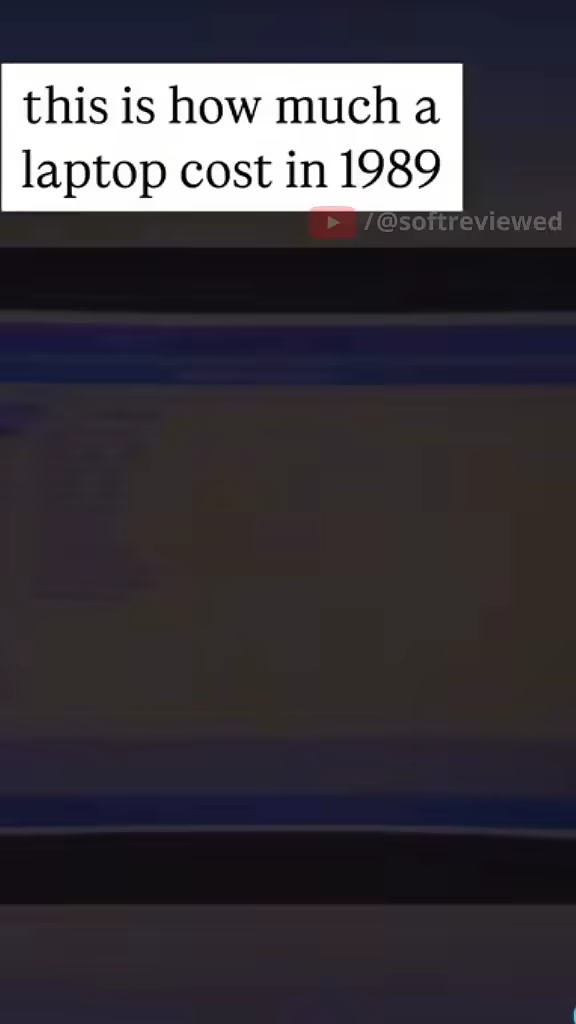 this is how much a
laptop cost in 1989
/@softreviewed